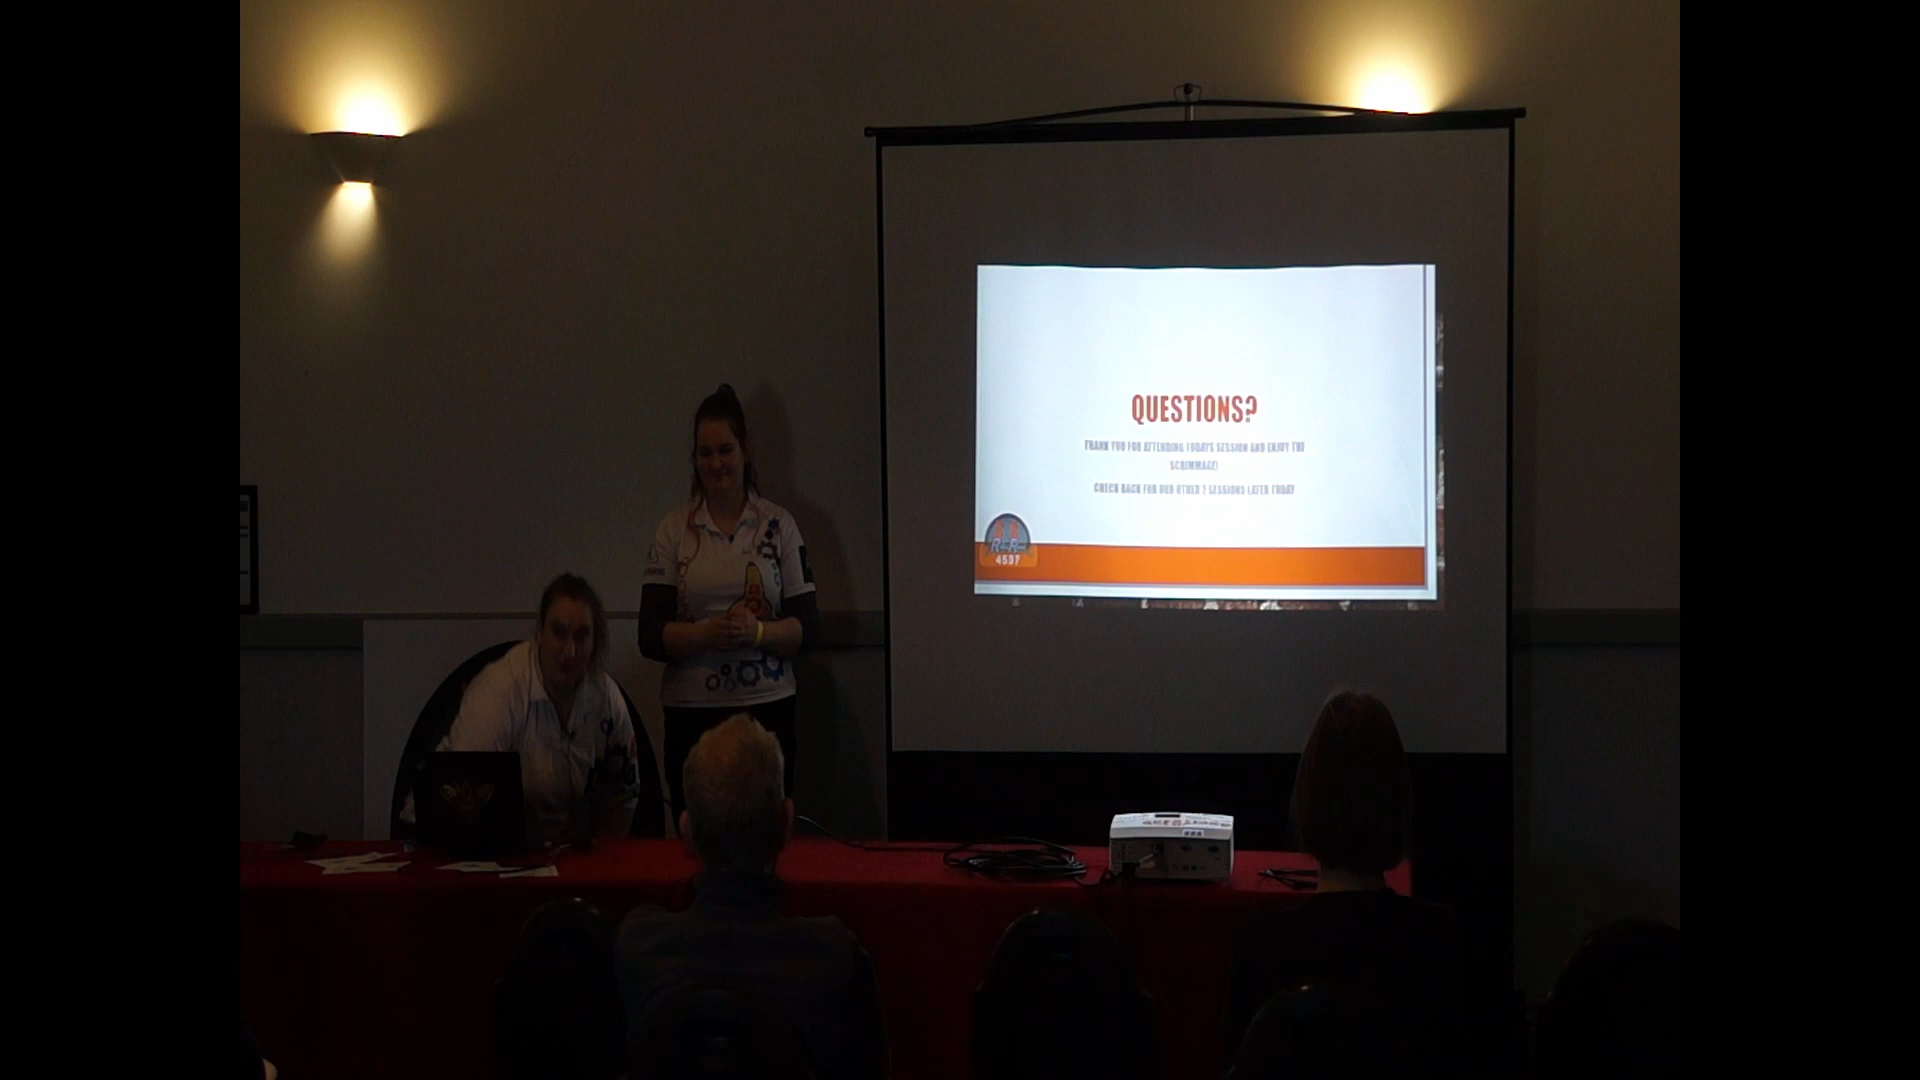 QUESTIONS?
THANK YOU FOR ATTENDING TODAYS SESSION AND ENJOY THE
SCRIMMAGE!
CHECK BACK FOR OUR OTHER 2 SESSIONS LATER TODAY
4537